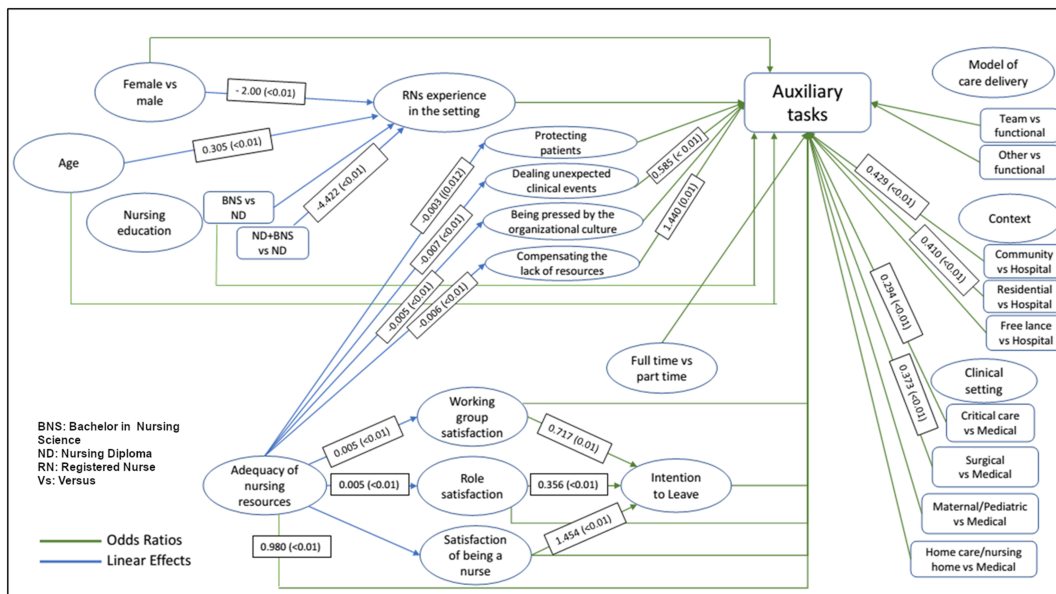 Female vs
male
- 2.00 (<0.01)
RNs experience
in the setting
Auxiliary
tasks
Model of
care delivery
Team vs
functional
Other vs
functional
Age
0.305 (<0.01)
Nursing
education
BNS vs
ND
ND+BNS
vs ND
-4.422 (<0.01)
Protecting
patients
Dealing unexpected
clinical events
Being pressed by the
organizational culture
Compensating the
lack of resources
-0.003 ((0.012)
-0.007 (<0.01)
-0.005 (<0.01)
-0.006 (<0.01)
0.585 (< 0.01)
1.440 (0.01)
0.429 (<0.01)
0.410 (<0.01)
0.294 (<0.01)
0.373 (<0.01)
Context
Community
vs Hospital
Residential
vs Hospital
Free lance
vs Hospital
Full time vs
part time
Clinical
setting
Critical care
vs Medical
Surgical
vs Medical
Maternal/Pediatric
vs Medical
Home care/nursing
home vs Medical
Working
group
satisfaction
0.005 (<0.01)
0.717 (0.01)
Adequacy of
nursing
resources
0.005 (<0.01)
Role
satisfaction
0.356 (<0.01)
Intention
to Leave
0.980 (<0.01)
Satisfaction
of being a
nurse
1.454 (<0.01)
BNS: Bachelor in Nursing
Science
ND: Nursing Diploma
RN: Registered Nurse
Vs: Versus
Odds Ratios
Linear Effects